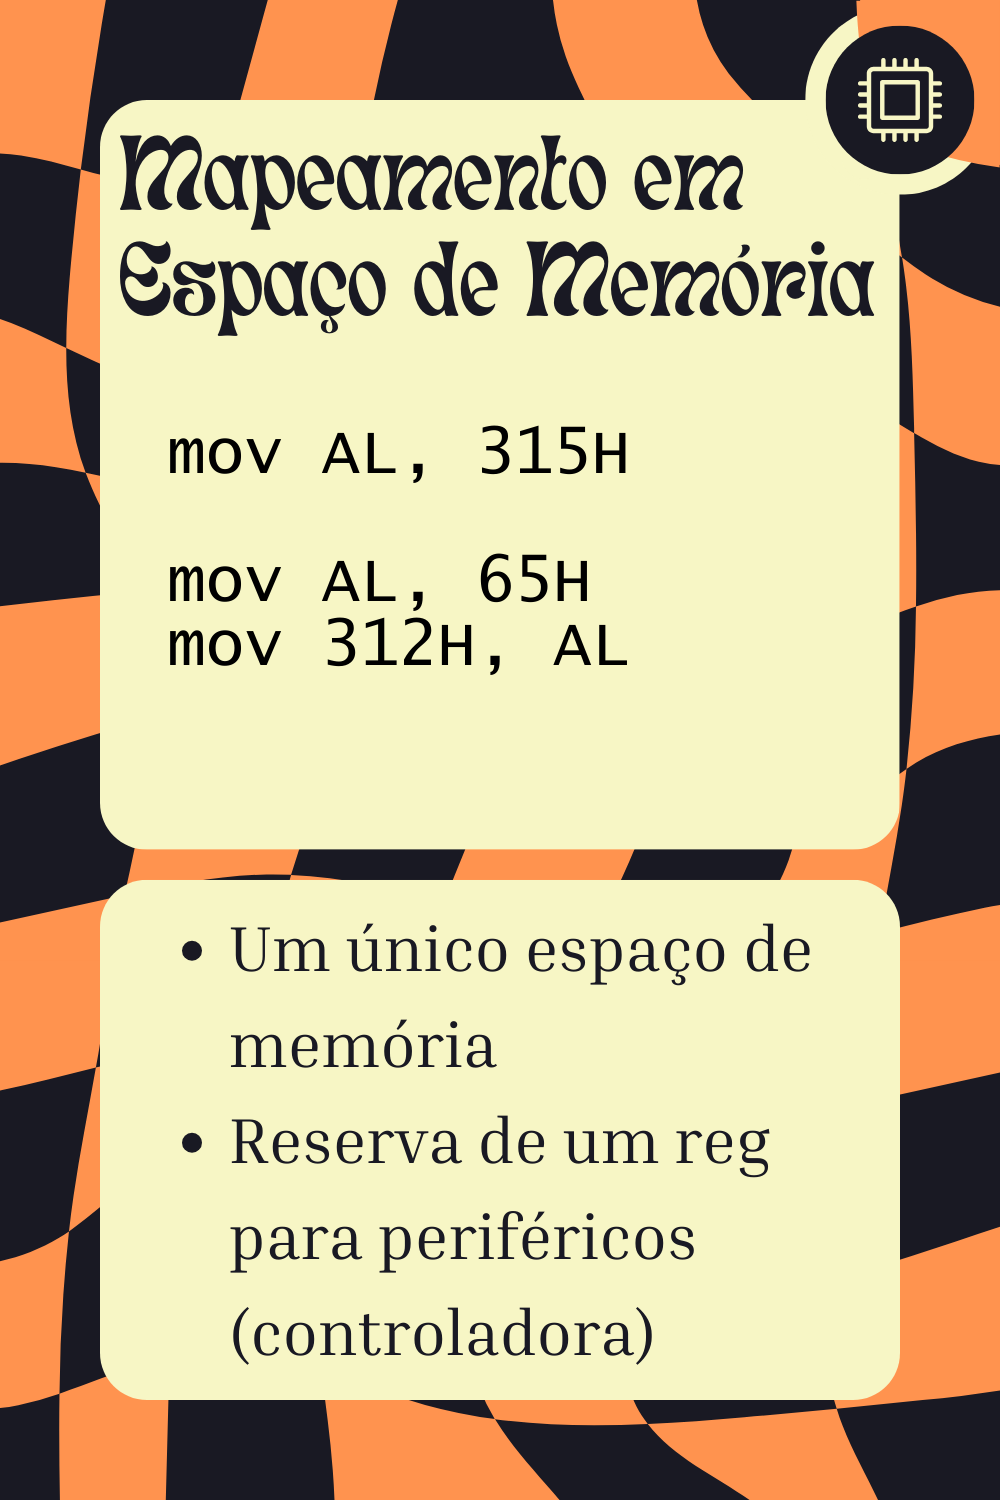 Mapeamento em
Espaço de Memória
mov AL, 315H
mov AL, 65H
mov 312H, AL
• Um único espaço de
memória
• Reserva de um reg
para periféricos
(controladora)